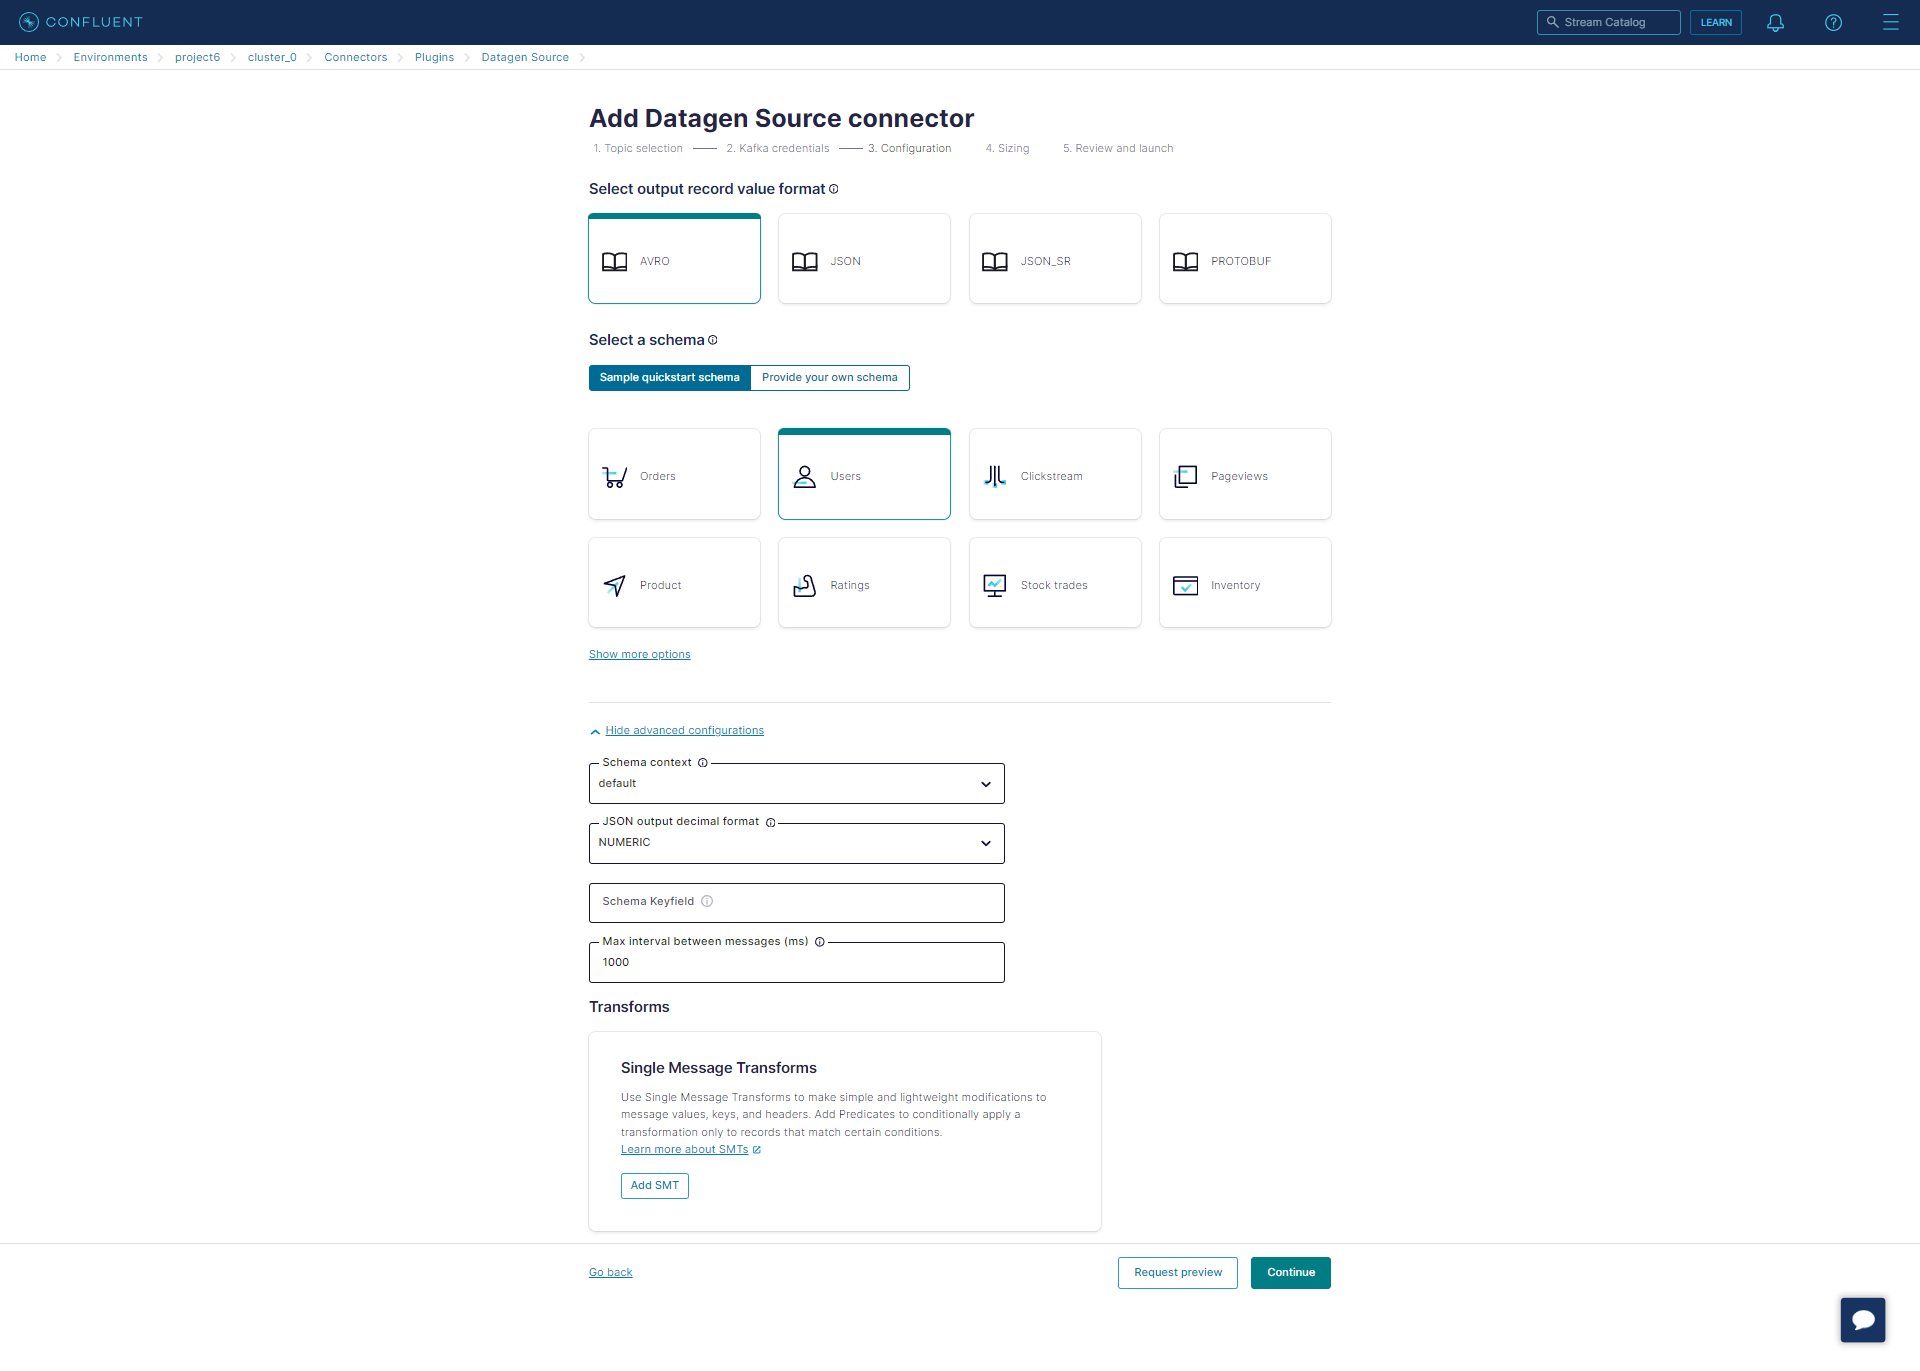 CONFLUENT
Stream Catalog
LEARN
Home
Environments
project6
cluster_0
Connectors
Plugins
Datagen Source
Add Datagen Source connector
1. Topic selection
2. Kafka credentials
3. Configuration
4. Sizing
5. Review and launch
Select output record value format
AVRO
JSON
JSON_SR
PROTOBUF
Select a schema
Sample quickstart schema
Provide your own schema
Orders
Users
Clickstream
Pageviews
Product
Ratings
Stock trades
Inventory
Show more options
Hide advanced configurations
Schema context
default
JSON output decimal format
NUMERIC
Schema Keyfield
Max interval between messages (ms)
1000
Transforms
Single Message Transforms
Use Single Message Transforms to make simple and lightweight modifications to
message values, keys, and headers. Add Predicates to conditionally apply a
transformation only to records that match certain conditions.
Learn more about SMTs
Add SMT
Go back
Request preview
Continue